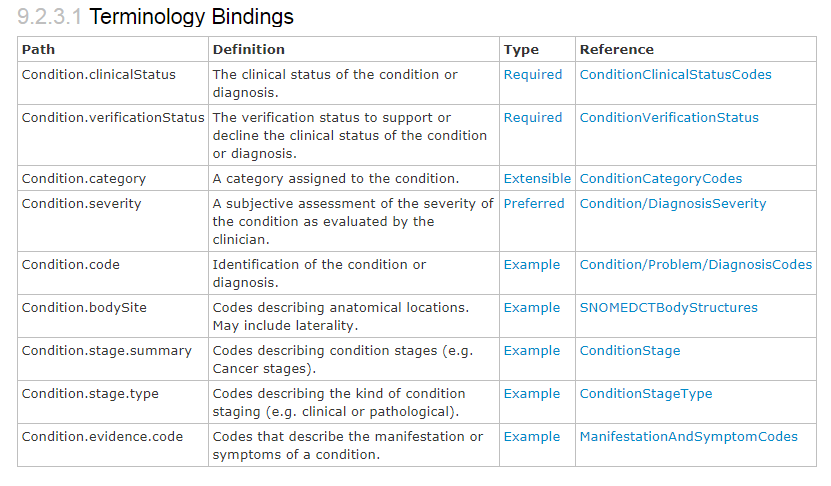 9.2.3.1 Terminology Bindings
Path Definition Type Reference
Condition.clinicalStatus The clinical status of the condition or Required ConditionClinicalStatusCodes
diagnosis.
Condition.verificationStatus The verification status to support or Required ConditionVerificationStatus
decline the clinical status of the condition
or diagnosis.
Condition.category A category assigned to the condition. Extensible ConditionCategoryCodes
Condition.severity A subjective assessment of the severity of Preferred Condition/DiagnosisSeverity
the condition as evaluated by the
clinician.
Condition.code Identification of the condition or Example Condition/Problem/DiagnosisCodes
diagnosis.
Condition.bodySite Codes describing anatomical locations. Example SNOMEDCTBodyStructures
May include laterality.
Condition.stage.summary Codes describing condition stages (e.g. Example ConditionStage
Cancer stages).
Condition.stage.type Codes describing the kind of condition Example ConditionStageType
staging (e.g. clinical or pathological).
Condition.evidence.code Codes that describe the manifestation or Example ManifestationAndSymptomCodes
symptoms of a condition.